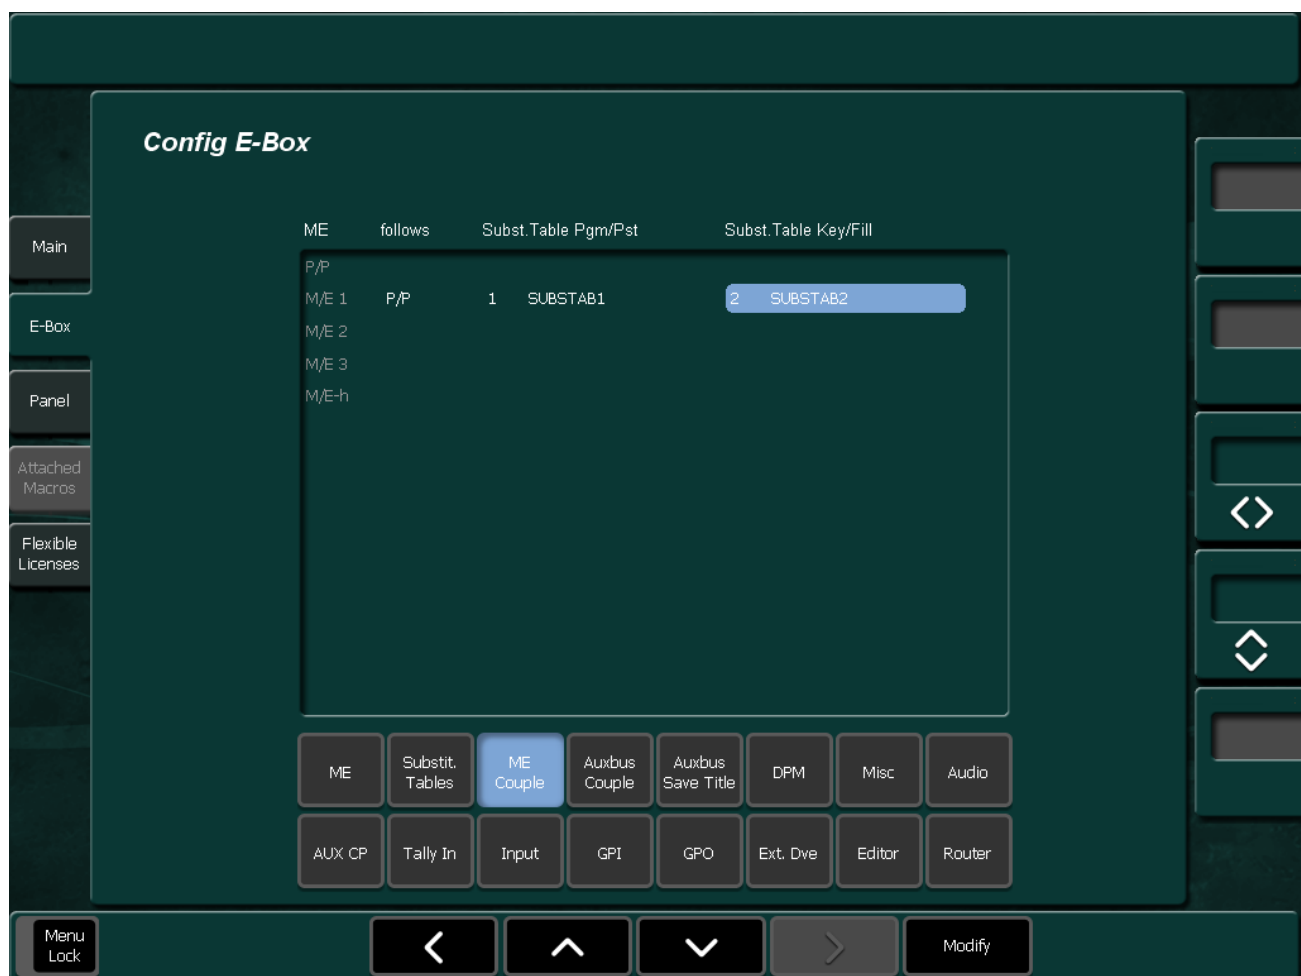 Config E-Box
ME follows Subst.Table Pgm/Pst Subst.Table Key/Fill
P/P
M/E 1 P/P 1 SUBSTAB1 2 SUBSTAB2
M/E 2
M/E 3
M/E-h
Main
E-Box
Panel
Attached
Macros
Flexible
Licenses
ME
Substit.
Tables
ME
Couple
Auxbus
Couple
Auxbus
Save Title
DPM
Misc
Audio
AUX CP
Tally In
Input
GPI
GPO
Ext. Dve
Editor
Router
Menu
Lock
Modify